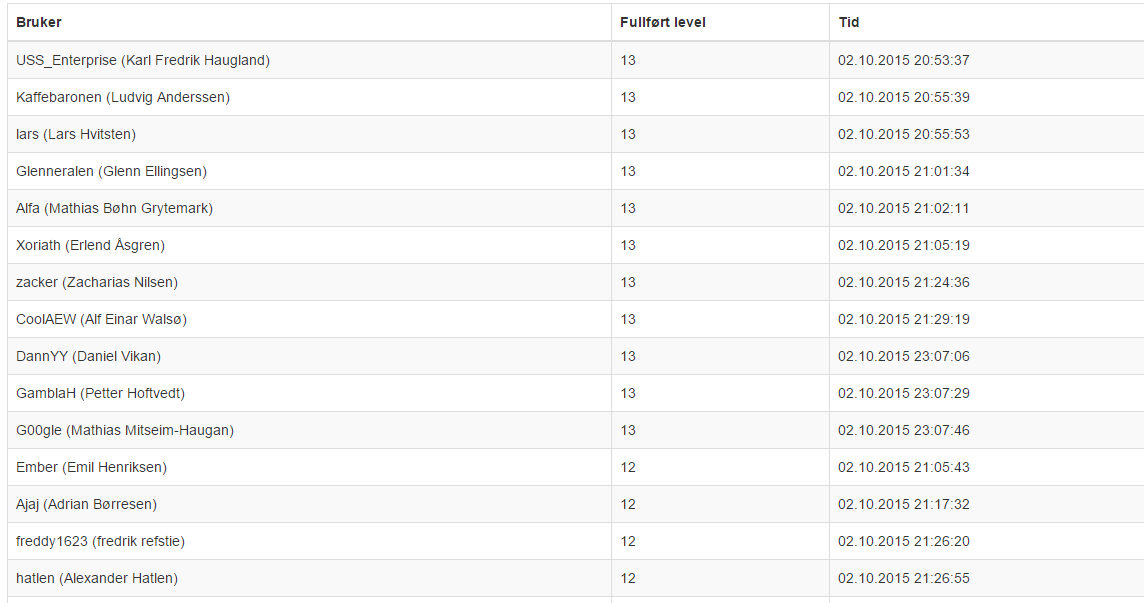 Bruker Fullført level Tid
USS_Enterprise (Karl Fredrik Haugland) 13 02.10.2015 20:53:37
Kaffebaronen (Ludvig Anderssen) 13 02.10.2015 20:55:39
lars (Lars Hvitsten) 13 02.10.2015 20:55:53
Glenneralen (Glenn Ellingsen) 13 02.10.2015 21:01:34
Alfa (Mathias Bøhn Grytemark) 13 02.10.2015 21:02:11
Xoriath (Erlend Åsgren) 13 02.10.2015 21:05:19
zacker (Zacharias Nilsen) 13 02.10.2015 21:24:36
CoolAEW (Alf Einar Walsø) 13 02.10.2015 21:29:19
DannYY (Daniel Vikan) 13 02.10.2015 23:07:06
GamblaH (Petter Hoftvedt) 13 02.10.2015 23:07:29
G00gle (Mathias Mitseim-Haugan) 13 02.10.2015 23:07:46
Ember (Emil Henriksen) 12 02.10.2015 21:05:43
Ajaj (Adrian Børresen) 12 02.10.2015 21:17:32
freddy1623 (fredrik refstie) 12 02.10.2015 21:26:20
hatlen (Alexander Hatlen) 12 02.10.2015 21:26:55